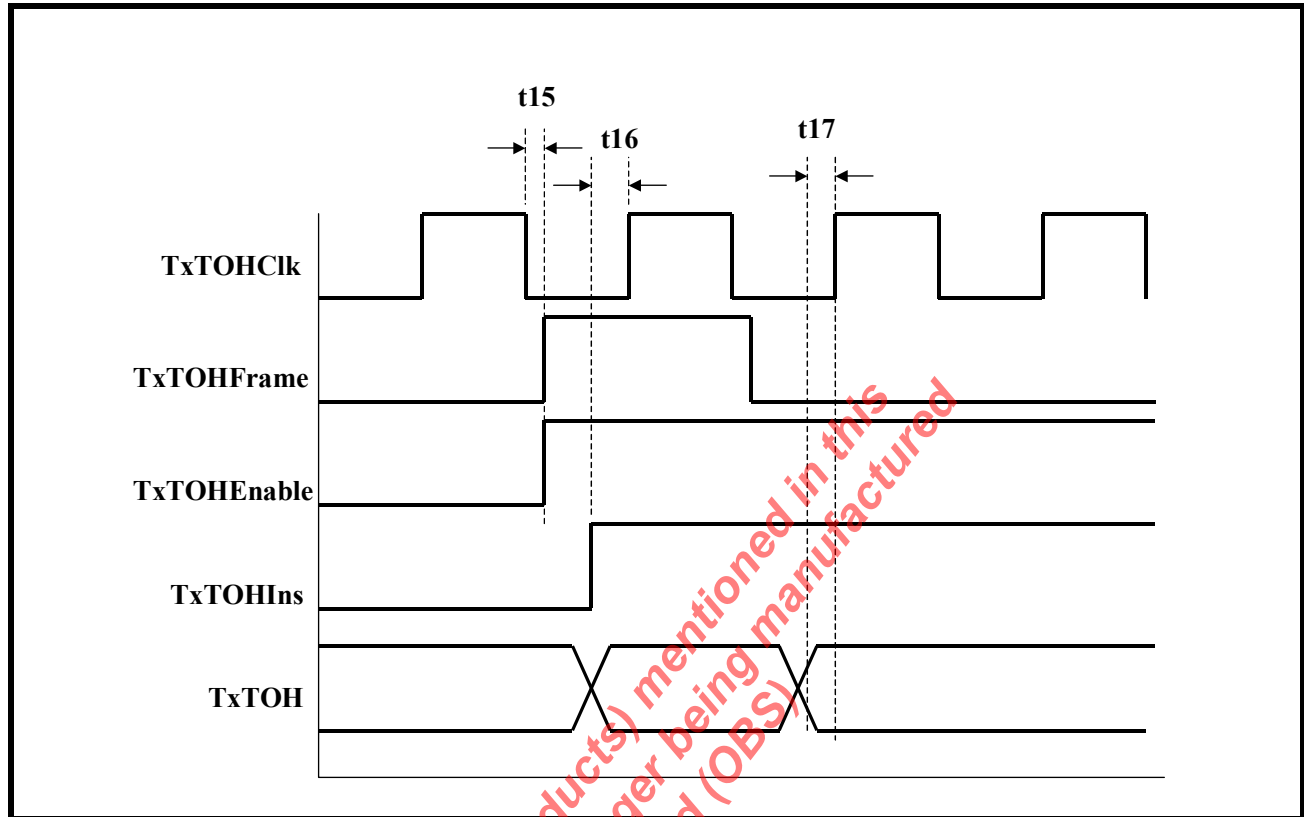 t15
t16
t17
TxTOHClk
TxTOHFrame
TxTOHEnable
TxTOHIns
TxTOH
ducts) mentioned in this
ger being manufactured
d (OBS)